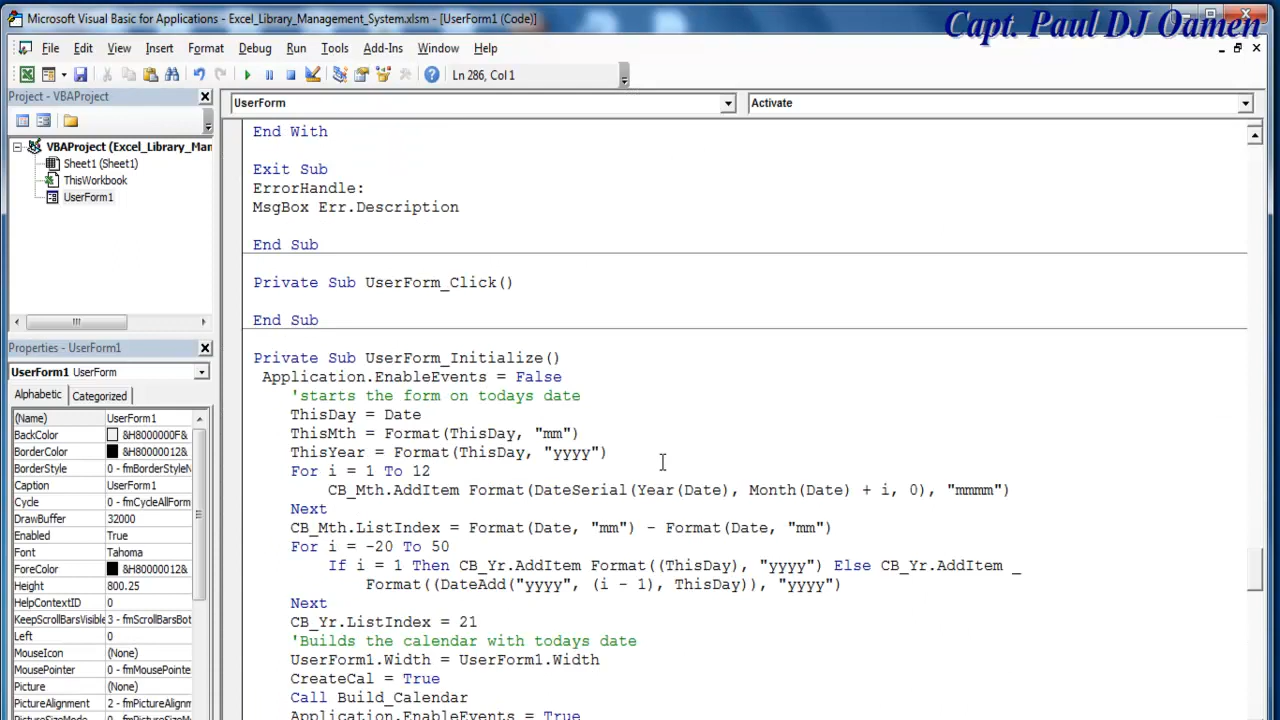 Microsoft Visual Basic for Applications - Excel_Library_Management_System.xlsm - [UserForm1 (Code)]
Capt. Paul DJ Oamen
File Edit View Insert Format Debug Run Tools Add-Ins Window Help
Ln 286, Col 1
Project - VBAProject
UserForm
Activate
VBAProject (Excel_Library_Mar
Sheet1 (Sheet1)
ThisWorkbook
UserForm1
Properties - UserForm1
UserForm1 UserForm
Alphabetic Categorized
(Name) UserForm1
BackColor &H8000000F&
BorderColor &H80000012&
BorderStyle 0 - fmBorderStyleN
Caption UserForm1
Cycle 0 - fmCycleAllForm
DrawBuffer 32000
Enabled True
Font Tahoma
ForeColor &H80000012&
Height 800.25
HelpContextID 0
KeepScrollBarsVisible 3 - fmScrollBarsBot
Left 0
MouseIcon (None)
MousePointer 0 - fmMousePointe
Picture (None)
PictureAlignment 2 - fmPictureAlignm
PictureSizeMode 0 - fmPictureSizeM
End With
Exit Sub
ErrorHandle:
MsgBox Err.Description
End Sub
Private Sub UserForm_Click()
End Sub
Private Sub UserForm_Initialize()
Application.EnableEvents = False
'starts the form on todays date
ThisDay = Date
ThisMth = Format(ThisDay, "mm")
ThisYear = Format(ThisDay, "yyyy")
For i = 1 To 12
CB_Mth.AddItem Format(DateSerial(Year(Date), Month(Date) + i, 0), "mmmm")
Next
CB_Mth.ListIndex = Format(Date, "mm") - Format(Date, "mm")
For i = -20 To 50
If i = 1 Then CB_Yr.AddItem Format((ThisDay), "yyyy") Else CB_Yr.AddItem _
Format((DateAdd("yyyy", (i - 1), ThisDay)), "yyyy")
Next
CB_Yr.ListIndex = 21
'Builds the calendar with todays date
UserForm1.Width = UserForm1.Width
CreateCal = True
Call Build_Calendar
Application.EnableEvents = True